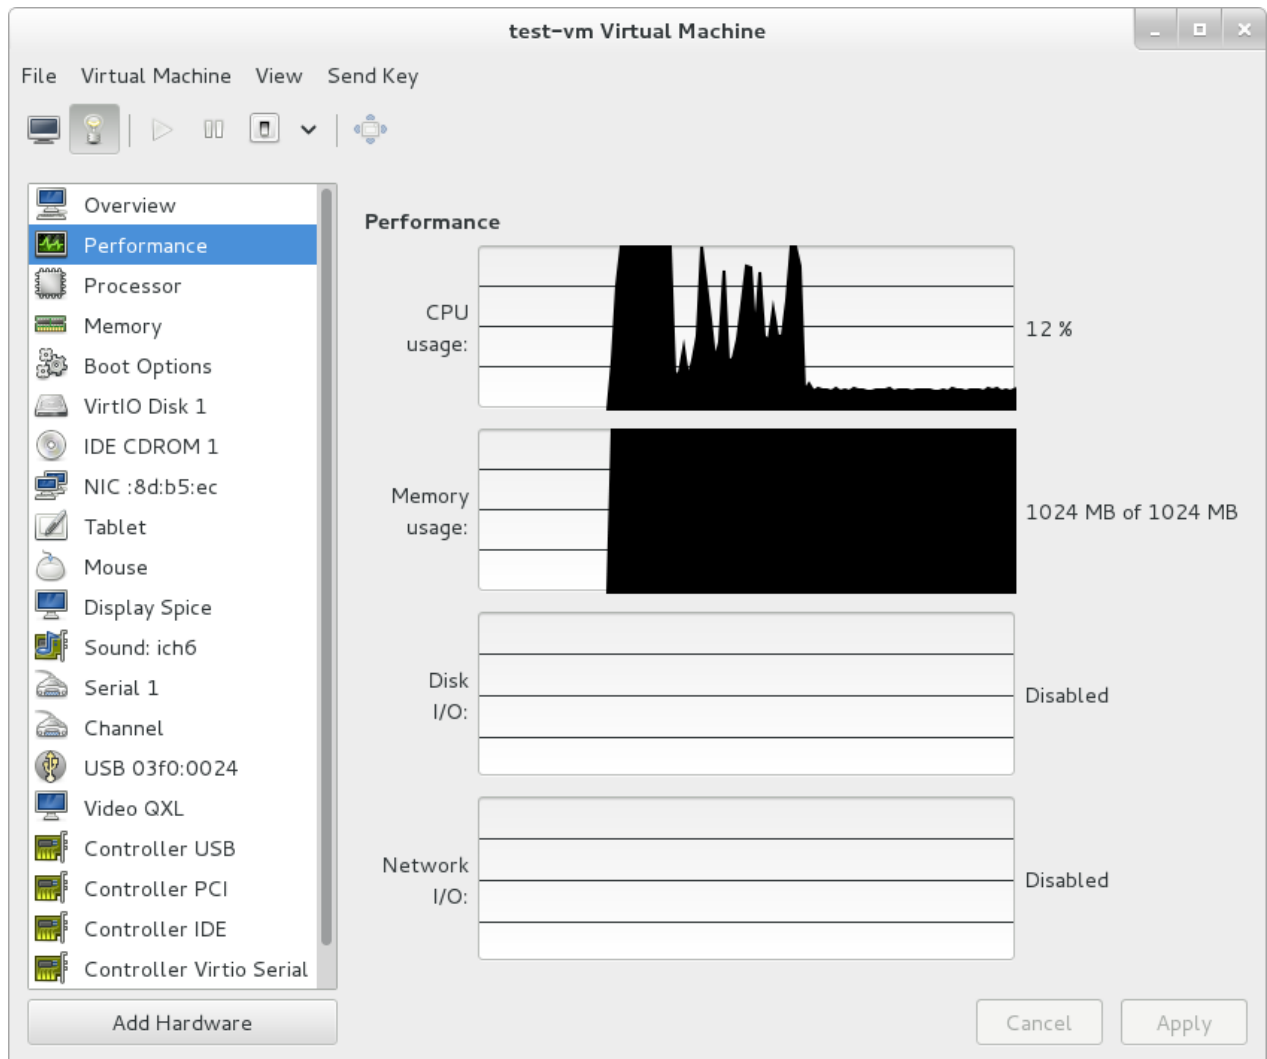 test-vm Virtual Machine
File Virtual Machine View Send Key
Overview
Performance
Processor
Memory
Boot Options
VirtIO Disk 1
IDE CDROM 1
NIC :8d:b5:ec
Tablet
Mouse
Display Spice
Sound: ich6
Serial 1
Channel
USB 03f0:0024
Video QXL
Controller USB
Controller PCI
Controller IDE
Controller Virtio Serial
Add Hardware
Performance
CPU
usage:
12 %
Memory
usage:
1024 MB of 1024 MB
Disk
I/O:
Disabled
Network
I/O:
Disabled
Cancel Apply